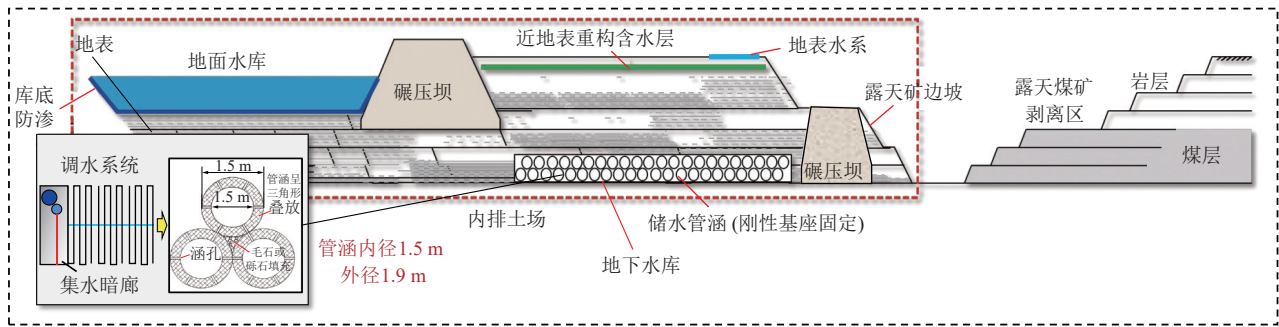 地表
地面水库
近地表重构含水层
地表水系
碾压坝
库底
防渗
露天矿边坡
露天煤矿
剥离区
岩层
煤层
碾压坝
调水系统
1.5 m
1.5 m
管涵呈
三角形
叠放
涵孔
毛石或
砾石填充
集水暗廊
内排土场
管涵内径1.5 m
外径1.9 m
储水管涵 (刚性基座固定)
地下水库